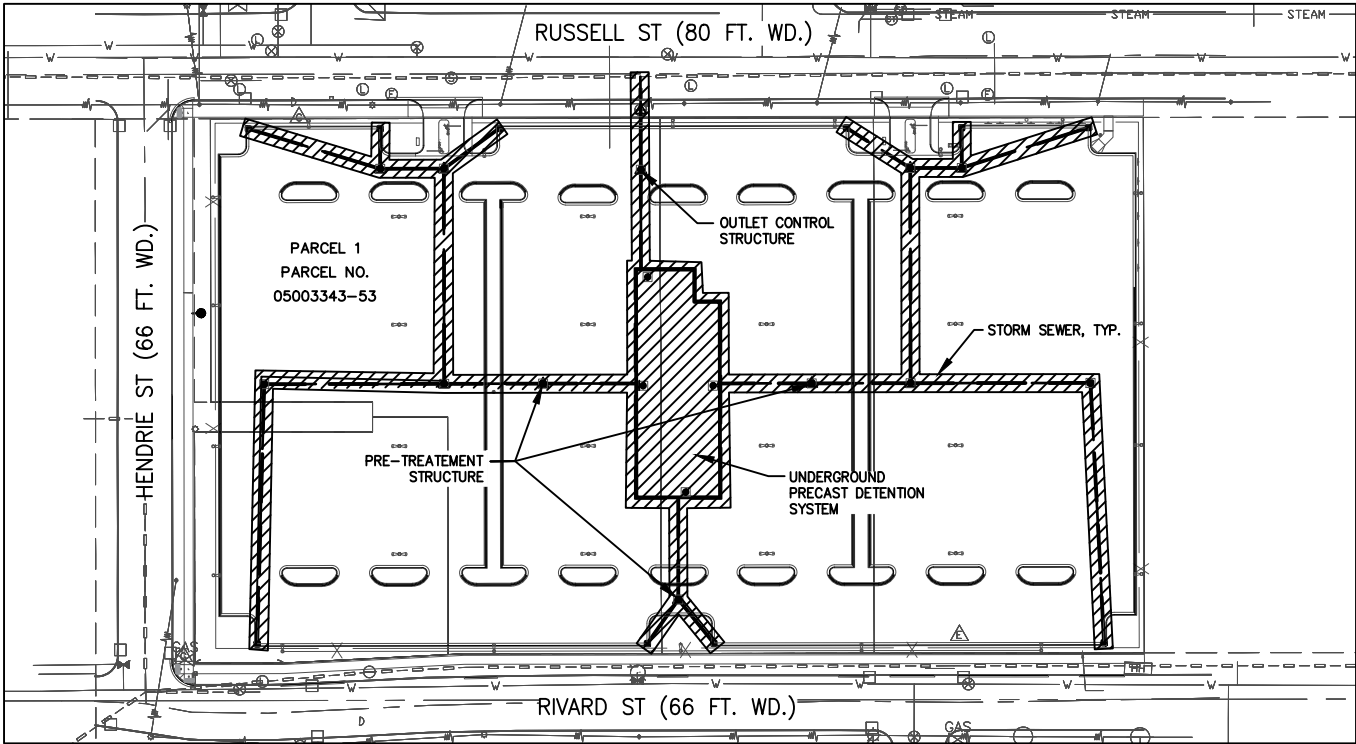 STEAM
STEAM
STEAM
RUSSELL ST (80 FT. WD.)
W
W
W
W
W
W
W
W
W
L
L
L
L
L
L
F
F
D
G
E
OUTLET CONTROL
STRUCTURE
PARCEL 1
PARCEL NO.
05003343-53
HENDRIE ST (66 FT. WD.)
STORM SEWER, TYP.
PRE-TREATEMENT
STRUCTURE
UNDERGROUND
PRECAST DETENTION
SYSTEM
E
GAS
MH
W
W
W
W
W
W
RIVARD ST (66 FT. WD.)
D
GAS